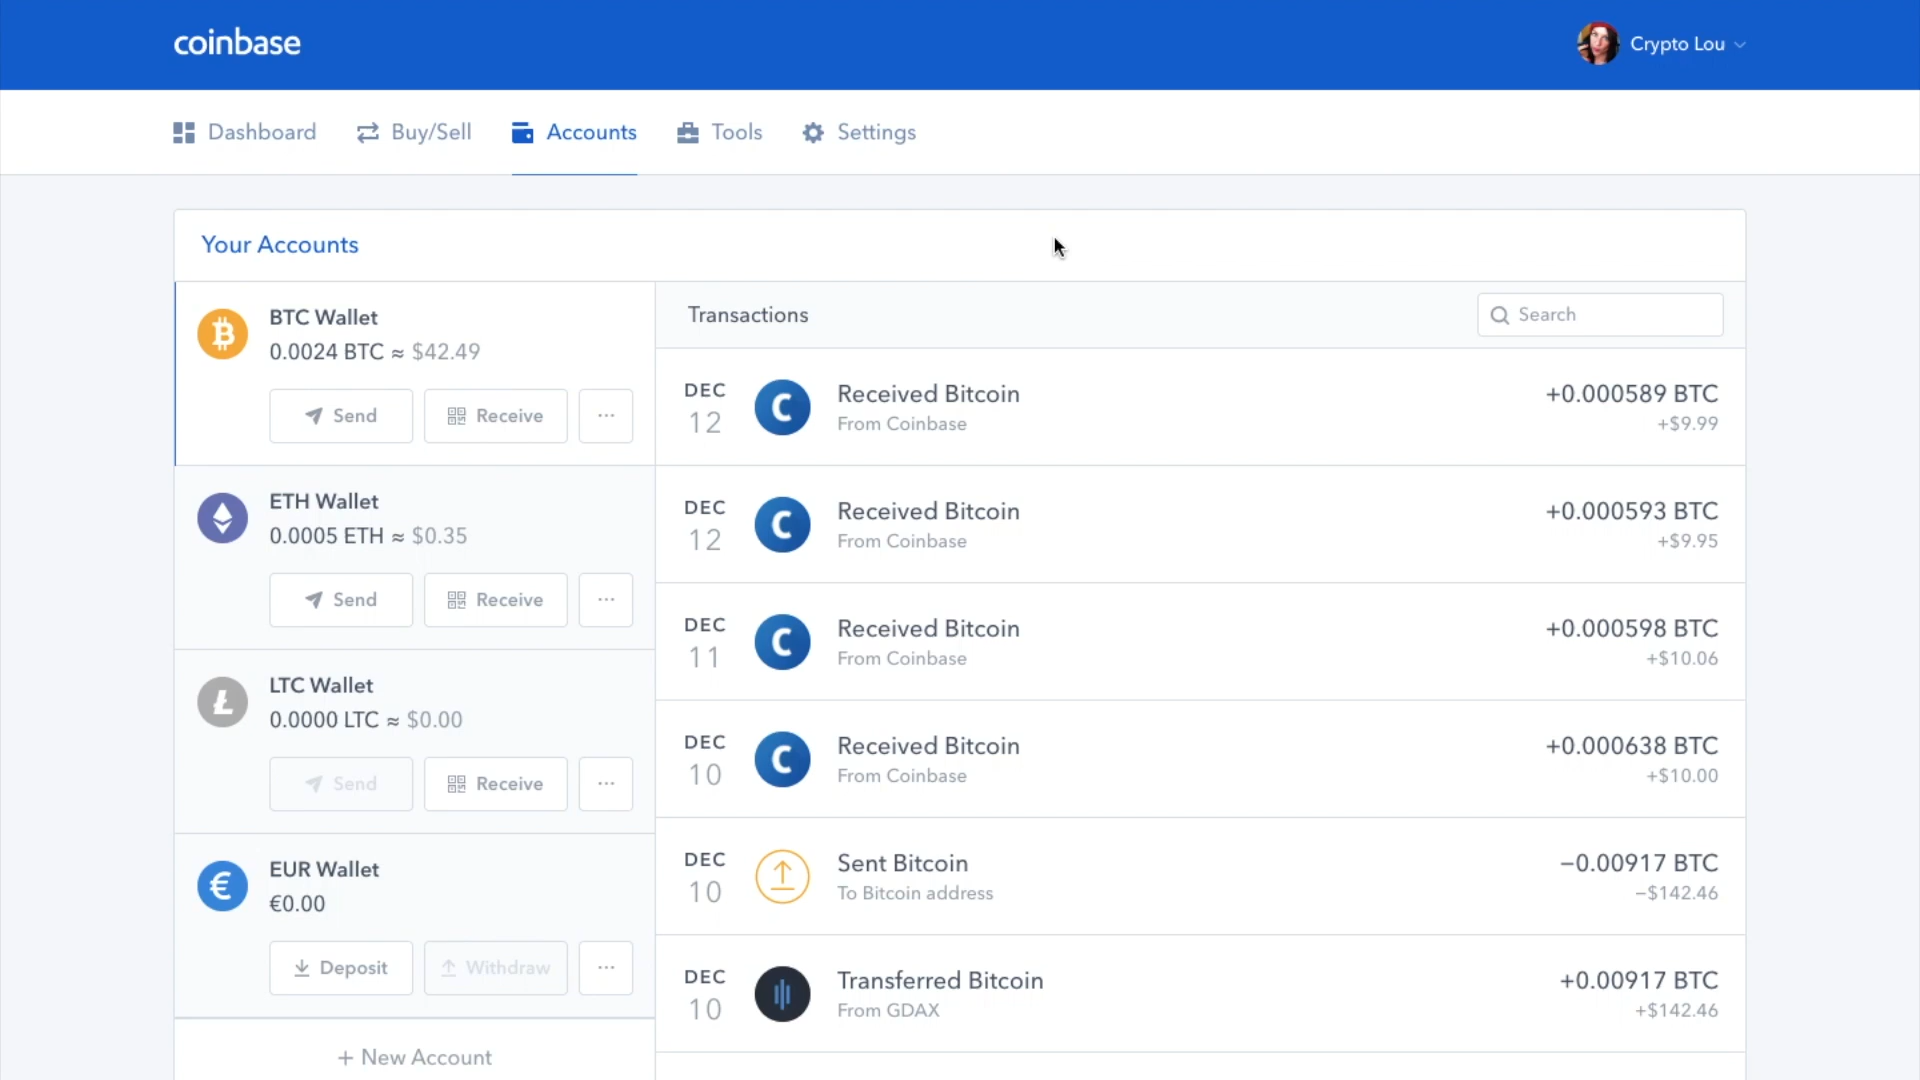 coinbase
Crypto Lou
Dashboard
Buy/Sell
Accounts
Tools
Settings
Your Accounts
BTC Wallet
0.0024 BTC ≈ $42.49
Send
Receive
...
ETH Wallet
0.0005 ETH ≈ $0.35
Send
Receive
...
LTC Wallet
0.0000 LTC ≈ $0.00
Send
Receive
...
EUR Wallet
€0.00
Deposit
Withdraw
...
+ New Account
Transactions
Search
DEC
12
C
Received Bitcoin
From Coinbase
+0.000589 BTC
+$9.99
DEC
12
C
Received Bitcoin
From Coinbase
+0.000593 BTC
+$9.95
DEC
11
C
Received Bitcoin
From Coinbase
+0.000598 BTC
+$10.06
DEC
10
C
Received Bitcoin
From Coinbase
+0.000638 BTC
+$10.00
DEC
10
Sent Bitcoin
To Bitcoin address
−0.00917 BTC
−$142.46
DEC
10
Transferred Bitcoin
From GDAX
+0.00917 BTC
+$142.46